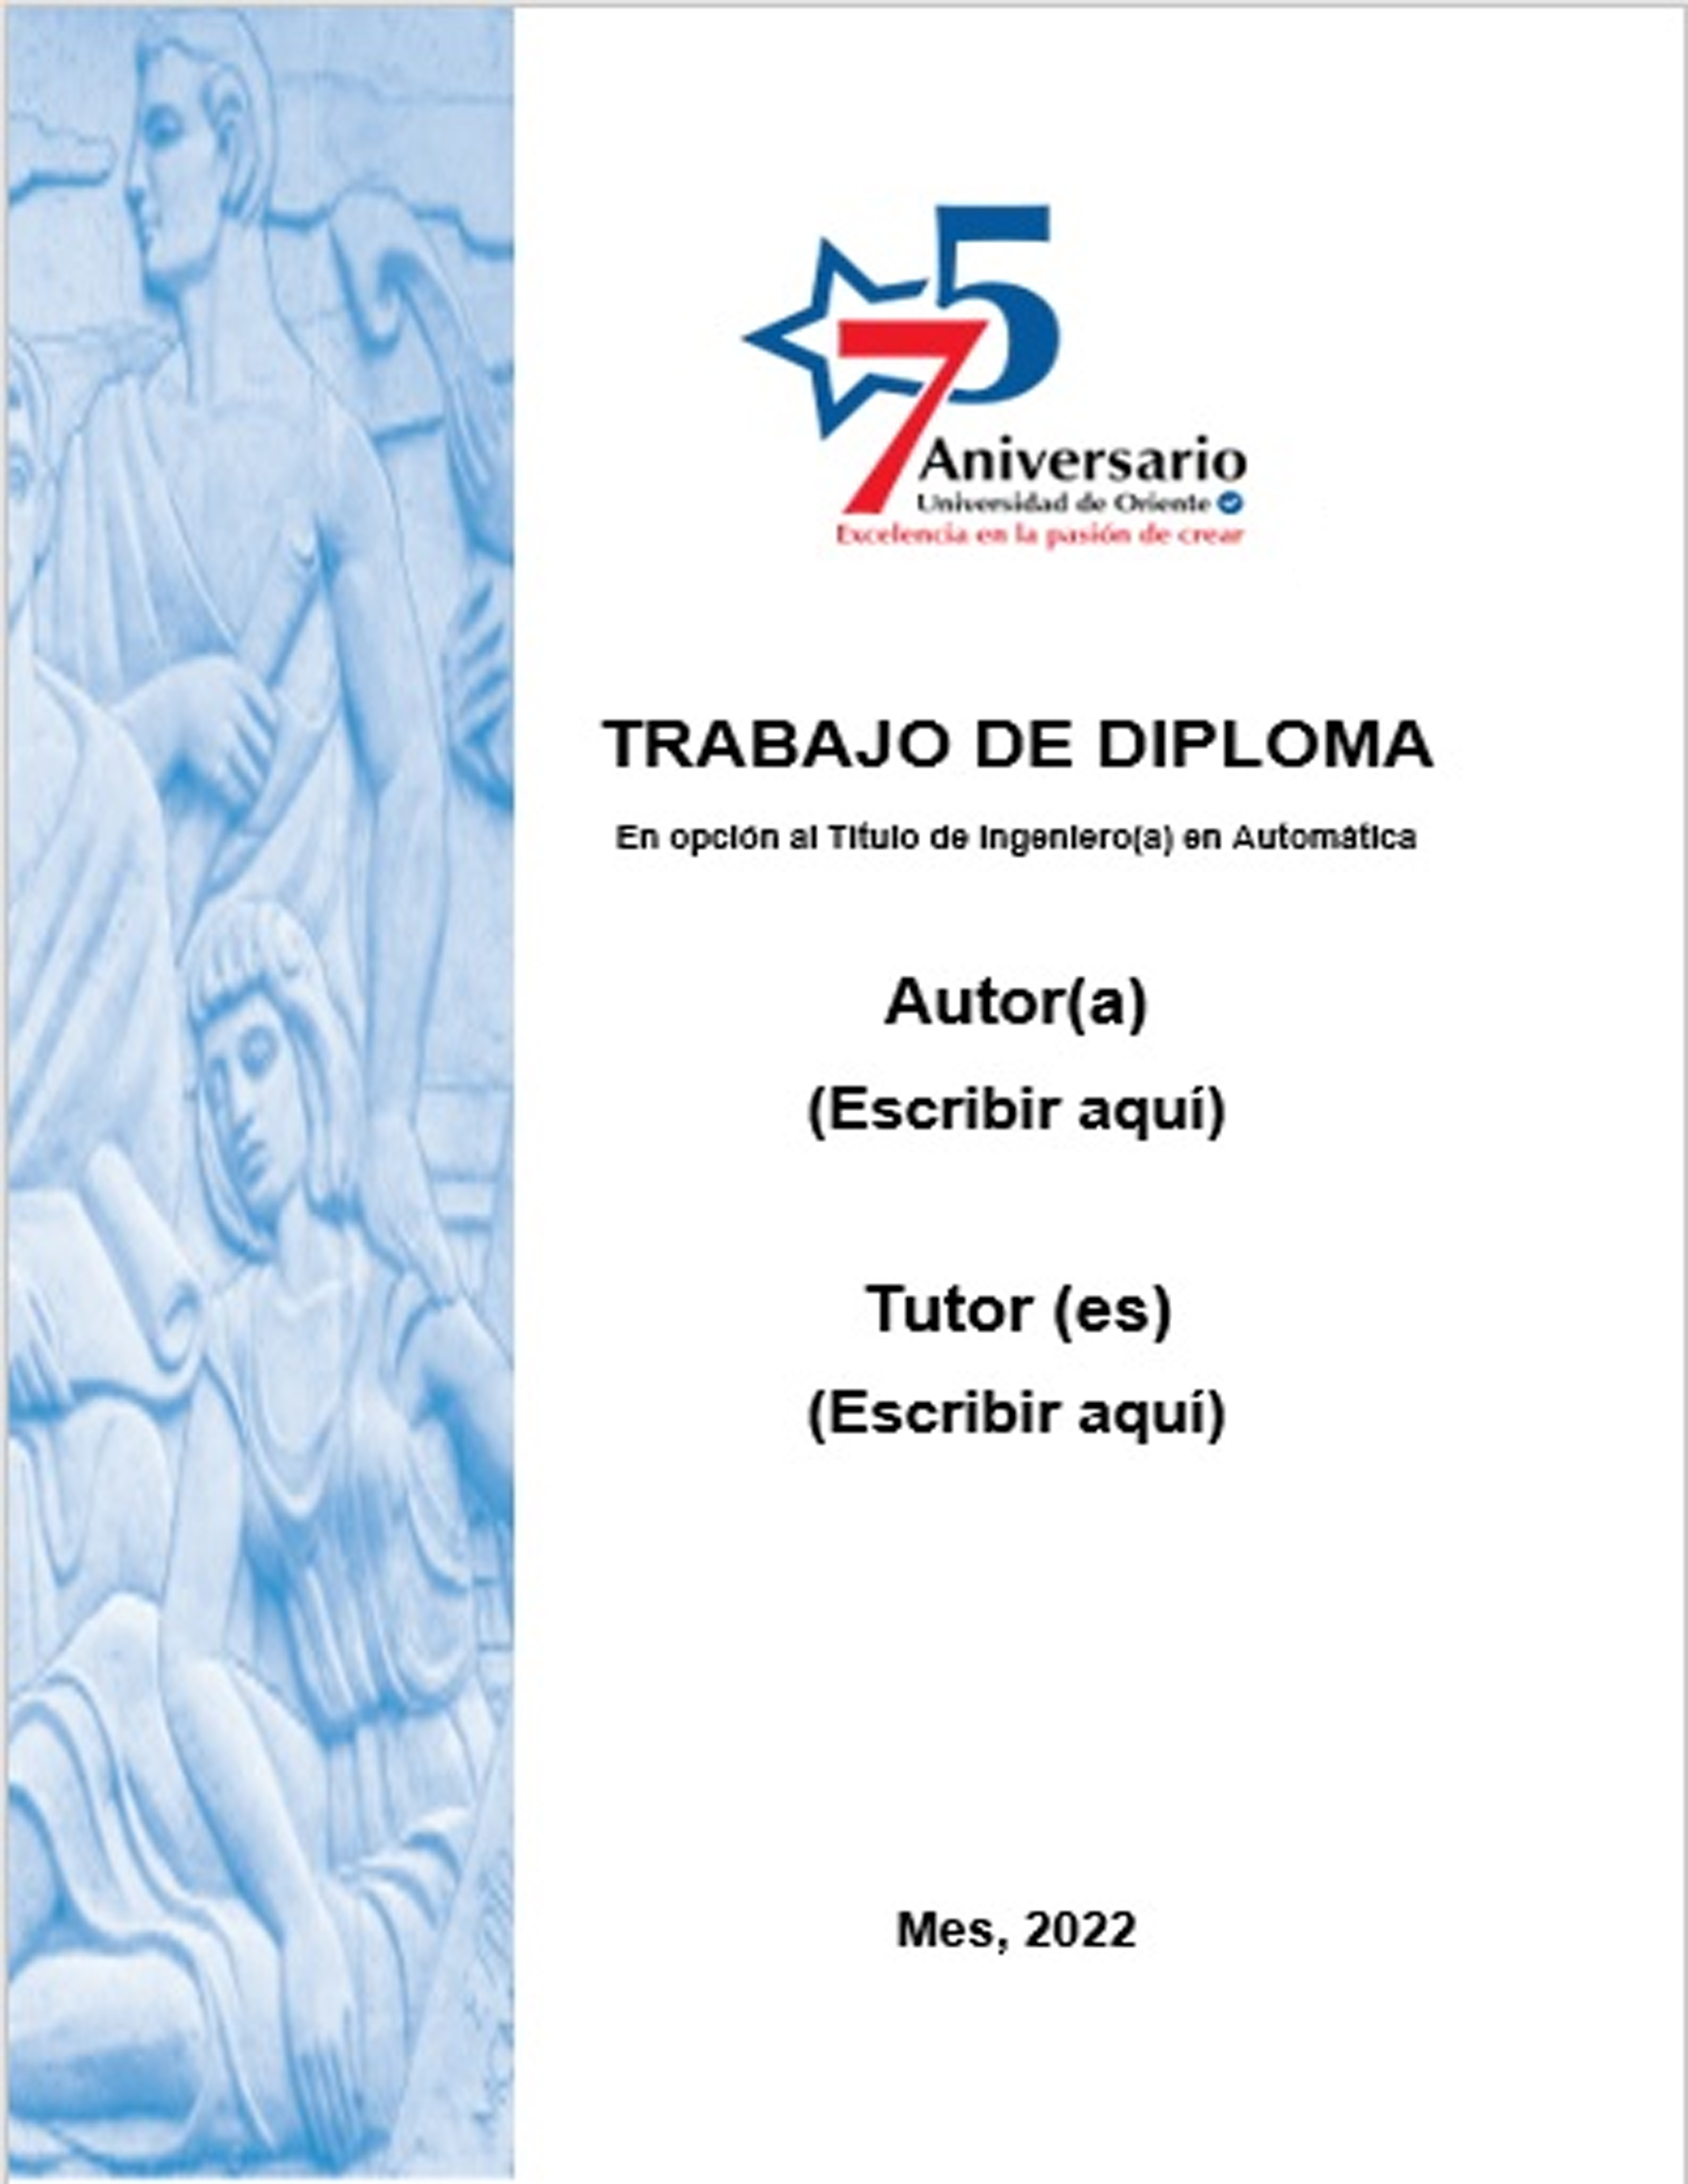 75
Aniversario
Universidad de Oriente
Excelencia en la pasión de crear
TRABAJO DE DIPLOMA
En opción al Título de Ingeniero(a) en Automática
Autor(a)
(Escribir aquí)
Tutor (es)
(Escribir aquí)
Mes, 2022